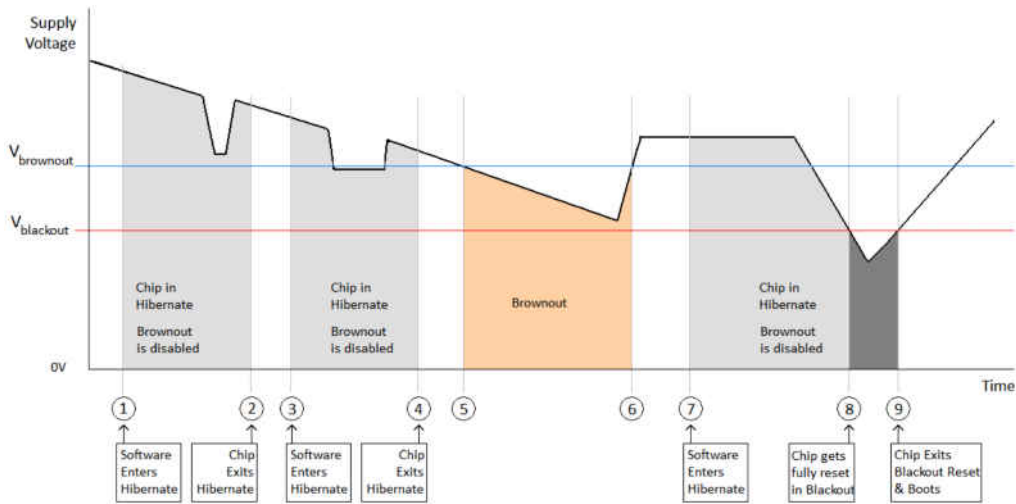 Supply
Voltage
Vbrownout
Vblackout
0V
Time
Chip in
Hibernate
Brownout
is disabled
Chip in
Hibernate
Brownout
is disabled
Brownout
Chip in
Hibernate
Brownout
is disabled
1
2
3
4
5
6
7
8
9
Software
Enters
Hibernate
Chip
Exits
Hibernate
Software
Enters
Hibernate
Chip
Exits
Hibernate
Software
Enters
Hibernate
Chip gets
fully reset
in Blackout
Chip Exits
Blackout Reset
& Boots